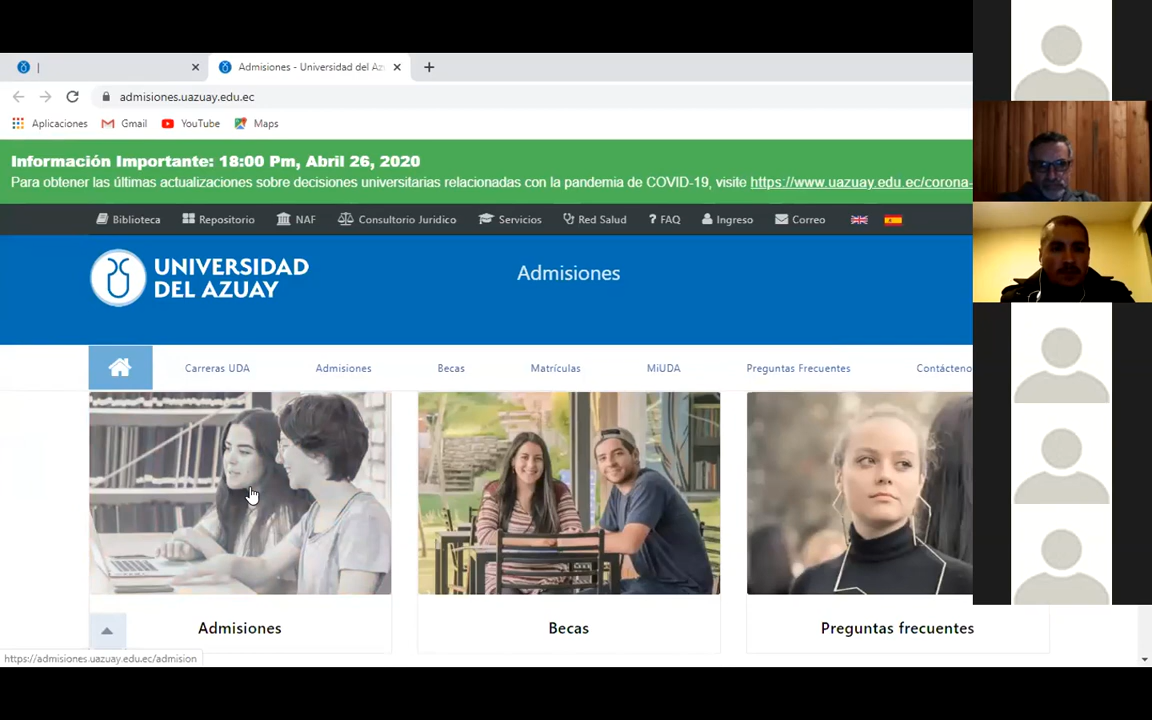 |
Admisiones - Universidad del Az
admisiones.uazuay.edu.ec
Aplicaciones Gmail YouTube Maps
Información Importante: 18:00 Pm, Abril 26, 2020
Para obtener las últimas actualizaciones sobre decisiones universitarias relacionadas con la pandemia de COVID-19, visite https://www.uazuay.edu.ec/corona-
Biblioteca Repositorio NAF Consultorio Juridico Servicios Red Salud ? FAQ Ingreso Correo
UNIVERSIDAD
DEL AZUAY
Admisiones
Carreras UDA Admisiones Becas Matrículas MiUDA Preguntas Frecuentes Contácteno
Admisiones Becas Preguntas frecuentes
https://admisiones.uazuay.edu.ec/admision